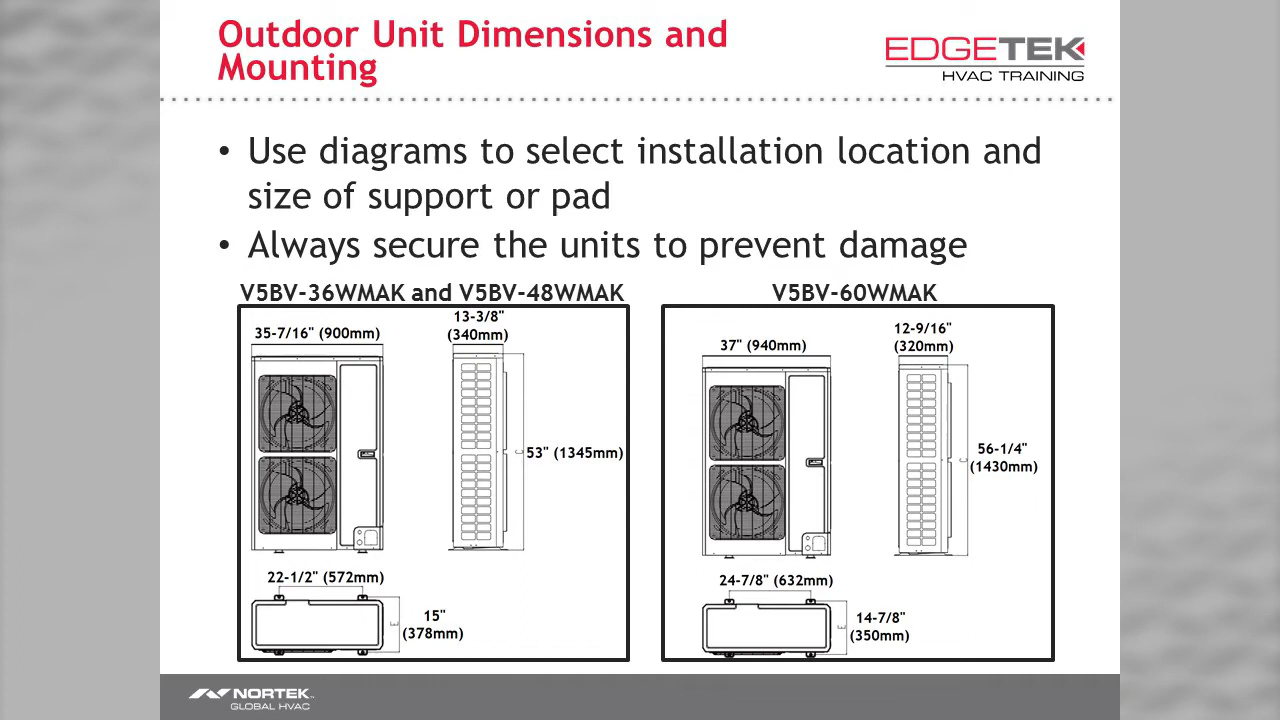 Outdoor Unit Dimensions and
Mounting
EDGETEK
HVAC TRAINING
• Use diagrams to select installation location and
size of support or pad
• Always secure the units to prevent damage
V5BV-36WMAK and V5BV-48WMAK
35-7/16" (900mm)
13-3/8"
(340mm)
C
53" (1345mm)
22-1/2" (572mm)
E
15"
(378mm)
V5BV-60WMAK
37" (940mm)
12-9/16"
(320mm)
C
56-1/4"
(1430mm)
24-7/8" (632mm)
E
14-7/8"
(350mm)
NORTEK
GLOBAL HVAC